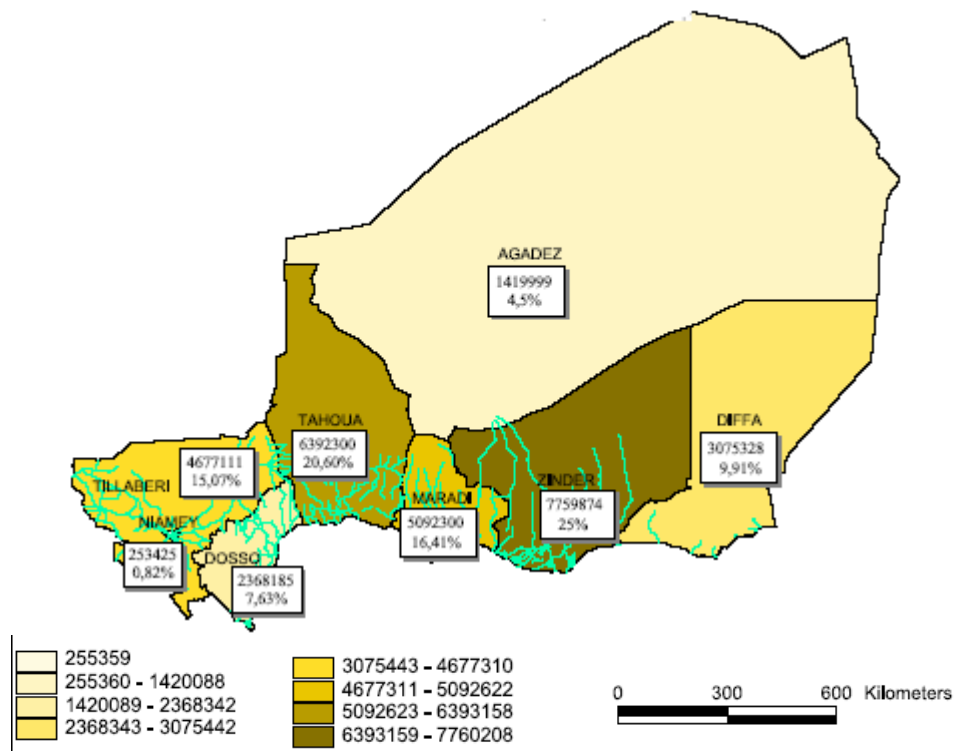 AGADEZ
1419999
4,5%
TAHOUA
6392300
20,60%
DIFFA
3075328
9,91%
4677111
15,07%
TILLABERI
ZINDER
7759874
25%
MARADI
5092300
16,41%
NIAMEY
253425
0,82%
DOSSO
2368185
7,63%
255359
255360 - 1420088
1420089 - 2368342
2368343 - 3075442
3075443 - 4677310
4677311 - 5092622
5092623 - 6393158
6393159 - 7760208
0 300 600 Kilometers